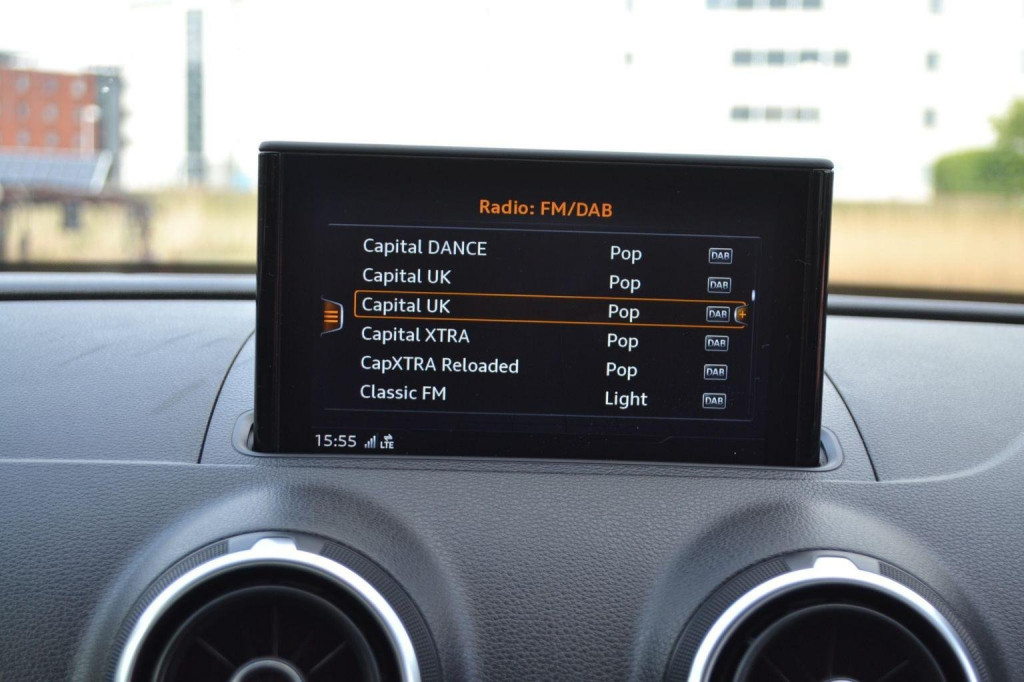 Radio: FM/DAB
Capital DANCE Pop DAB
Capital UK Pop DAB
Capital UK Pop DAB +
Capital XTRA Pop DAB
CapXTRA Reloaded Pop DAB
Classic FM Light DAB
15:55 LTE